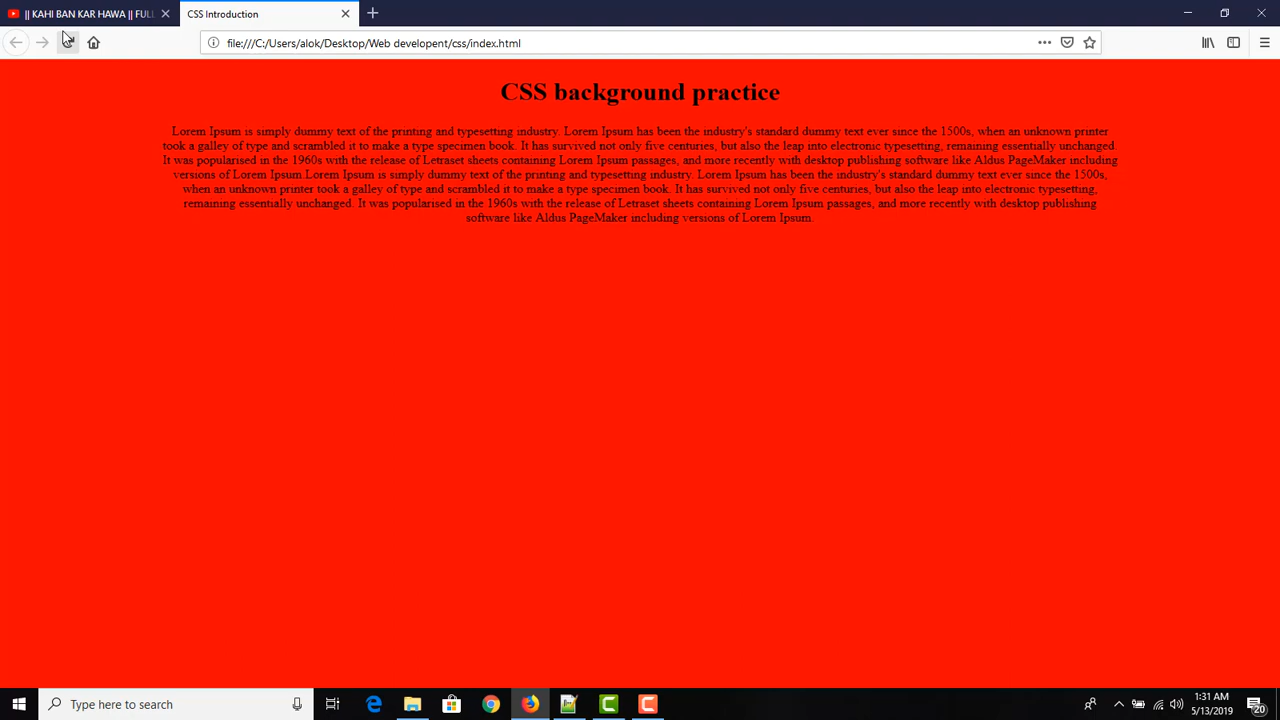 || KAHI BAN KAR HAWA || FULL
CSS Introduction
file:///C:/Users/alok/Desktop/Web developent/css/index.html
CSS background practice
Lorem Ipsum is simply dummy text of the printing and typesetting industry. Lorem Ipsum has been the industry's standard dummy text ever since the 1500s, when an unknown printer
took a galley of type and scrambled it to make a type specimen book. It has survived not only five centuries, but also the leap into electronic typesetting, remaining essentially unchanged.
It was popularised in the 1960s with the release of Letraset sheets containing Lorem Ipsum passages, and more recently with desktop publishing software like Aldus PageMaker including
versions of Lorem Ipsum.Lorem Ipsum is simply dummy text of the printing and typesetting industry. Lorem Ipsum has been the industry's standard dummy text ever since the 1500s,
when an unknown printer took a galley of type and scrambled it to make a type specimen book. It has survived not only five centuries, but also the leap into electronic typesetting,
remaining essentially unchanged. It was popularised in the 1960s with the release of Letraset sheets containing Lorem Ipsum passages, and more recently with desktop publishing
software like Aldus PageMaker including versions of Lorem Ipsum.
Type here to search
1:31 AM
5/13/2019
20